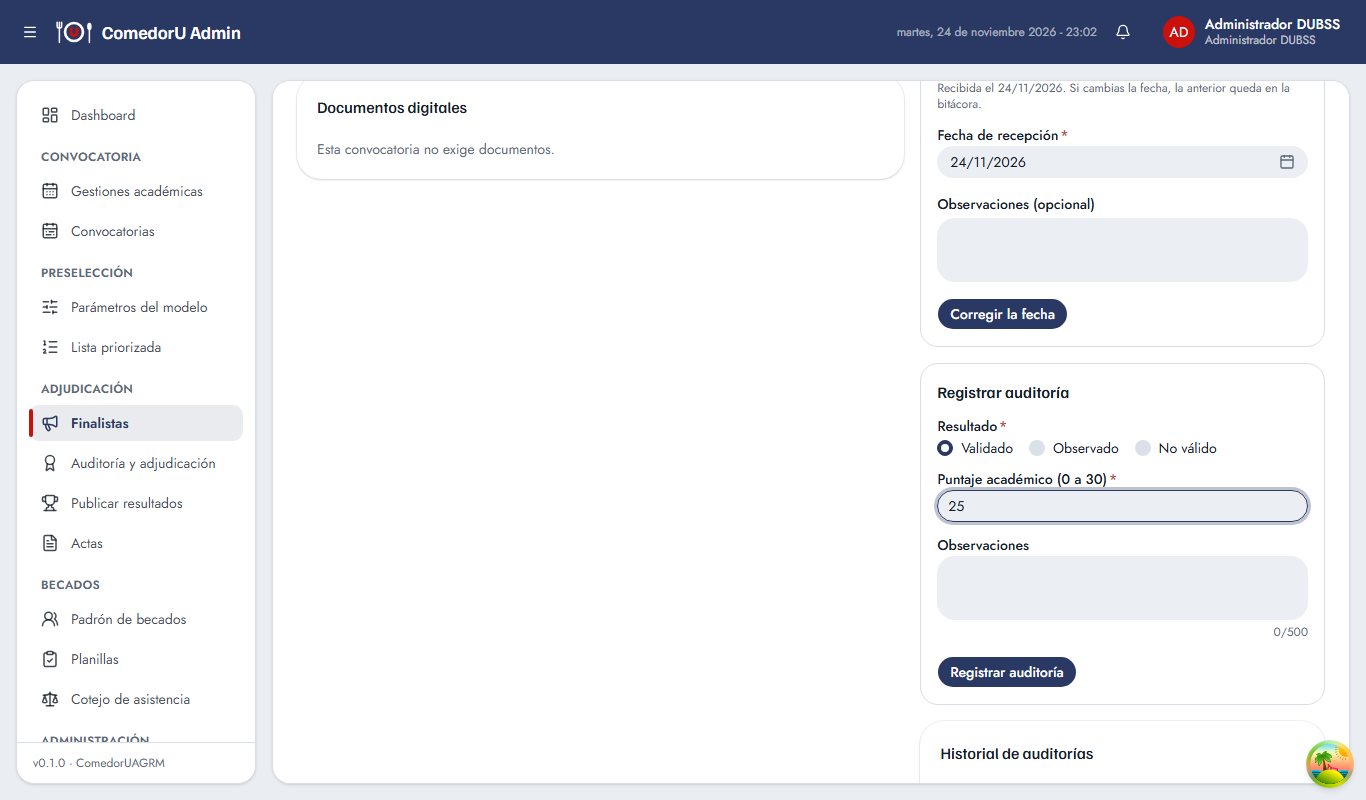 ComedorU Admin
martes, 24 de noviembre 2026 - 23:02
AD
Administrador DUBSS
Administrador DUBSS
Dashboard
CONVOCATORIA
Gestiones académicas
Convocatorias
PRESELECCIÓN
Parámetros del modelo
Lista priorizada
ADJUDICACIÓN
Finalistas
Auditoría y adjudicación
Publicar resultados
Actas
BECADOS
Padrón de becados
Planillas
Cotejo de asistencia
ADMINISTRACIÓN
v0.1.0 · ComedorUAGRM
Documentos digitales
Esta convocatoria no exige documentos.
Recibida el 24/11/2026. Si cambias la fecha, la anterior queda en la
bitácora.
Fecha de recepción *
24/11/2026
Observaciones (opcional)
Corregir la fecha
Registrar auditoría
Resultado *
Validado
Observado
No válido
Puntaje académico (0 a 30) *
25
Observaciones
0/500
Registrar auditoría
Historial de auditorías